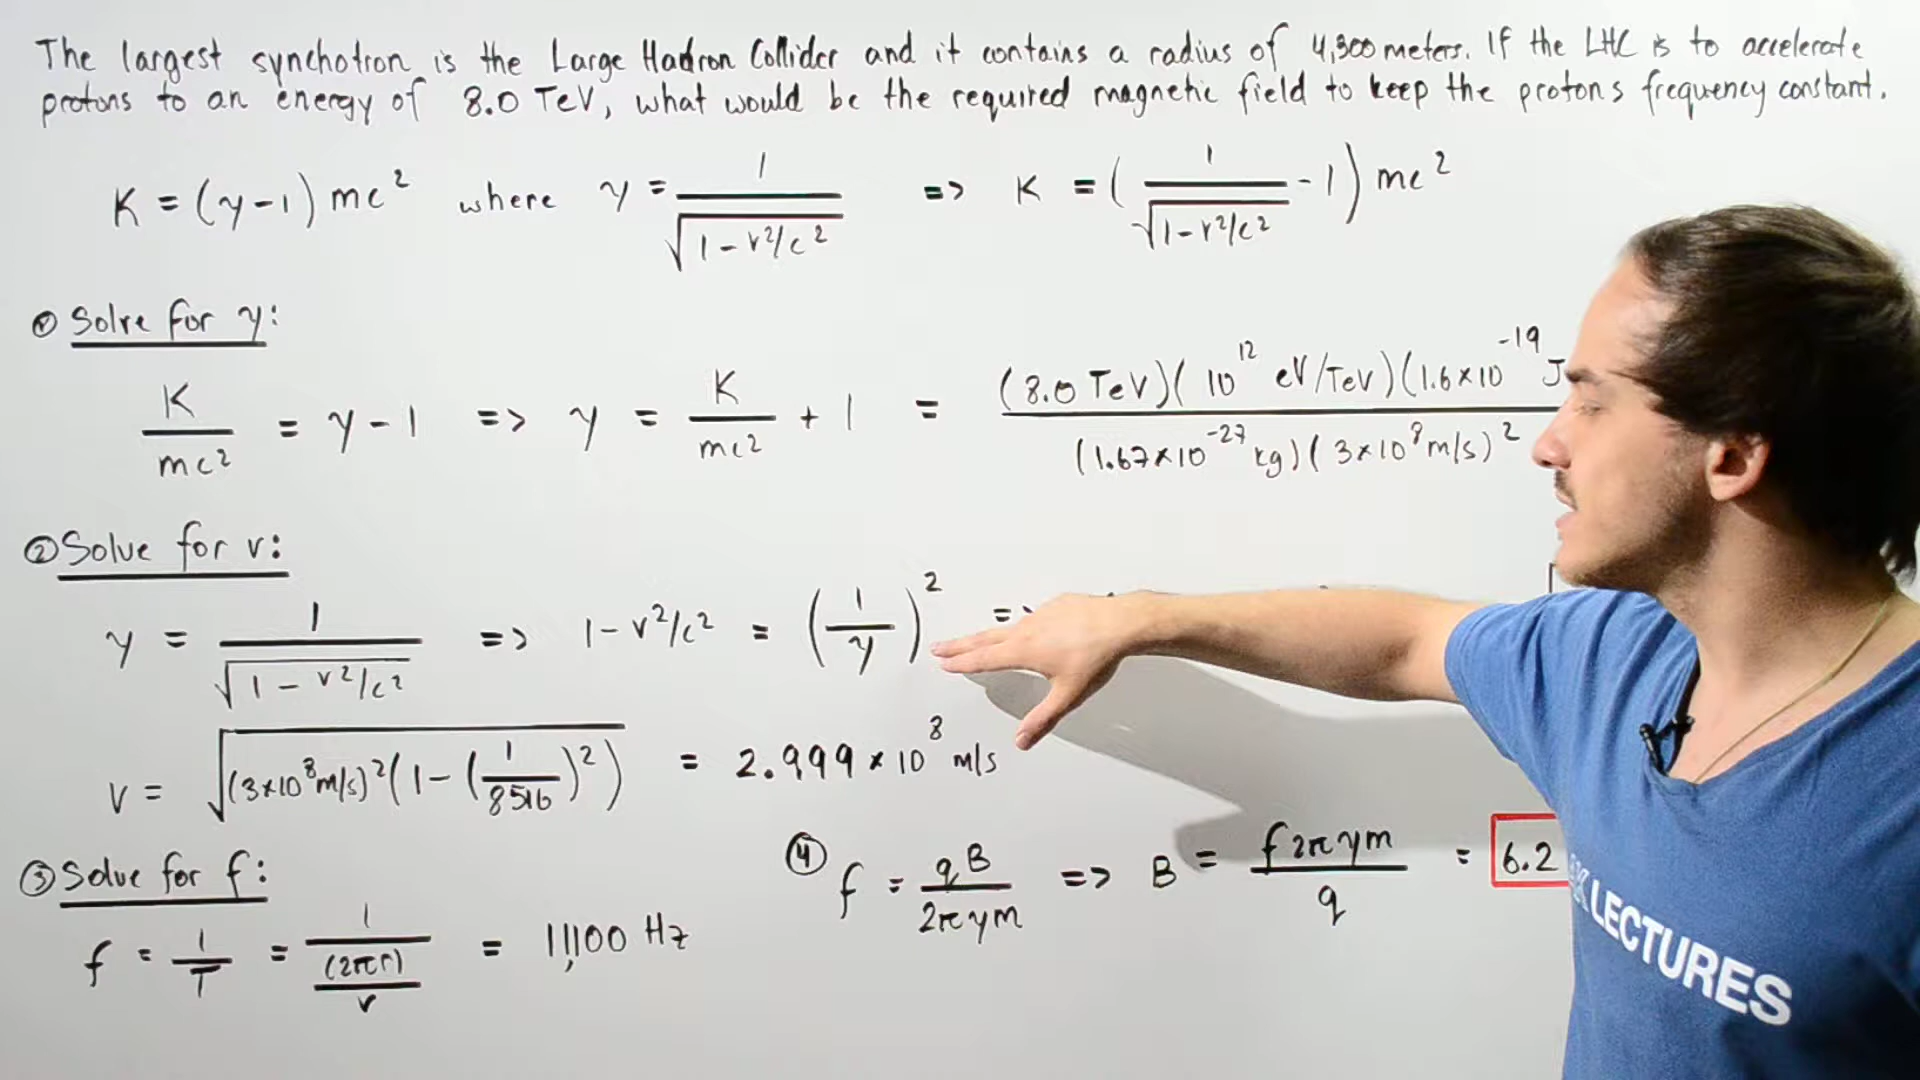 The largest synchotron is the Large Hadron Collider and it contains a radius of 4,300 meters. If the LHC is to accelerate
protons to an energy of 8.0 TeV, what would be the required magnetic field to keep the protons frequency constant.
K = (γ-1) mc² where γ = 1/√(1-v²/c²) => K = (1/√(1-v²/c²) - 1) mc²
① Solve for γ:
K/mc² = γ-1 => γ = K/mc² + 1 = (8.0 TeV)(10¹² eV/TeV)(1.6×10⁻¹⁹ J / (1.67×10⁻²⁷ kg)(3×10⁸ m/s)²
② Solve for v:
γ = 1/√(1-v²/c²) => 1-v²/c² = (1/γ)² =>
v = √((3×10⁸ m/s)²(1-(1/8516)²)) = 2.999×10⁸ m/s
③ Solve for f:
f = 1/T = 1/((2πr)/v) = 11,100 Hz
④ f = qB/2πγm => B = f2πγm/q = 6.2
LECTURES